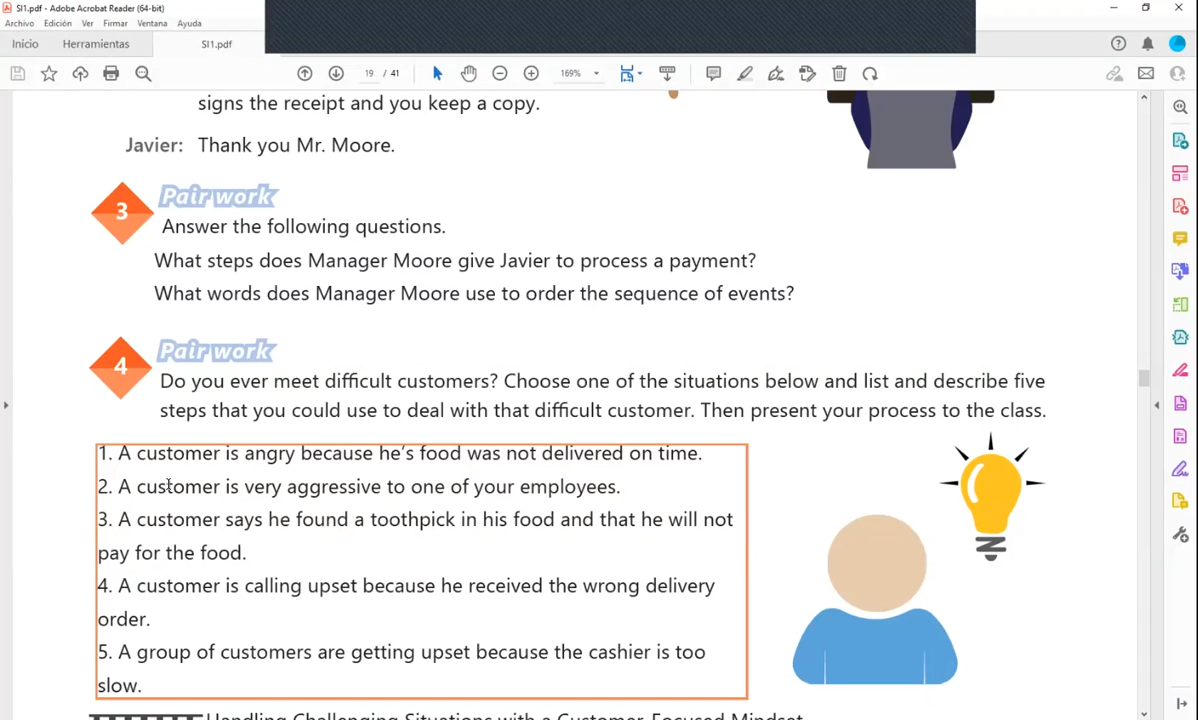 SI1.pdf - Adobe Acrobat Reader (64-bit)
Archivo Edición Ver Firmar Ventana Ayuda
Inicio Herramientas SI1.pdf
19 / 41 169%
signs the receipt and you keep a copy.
Javier: Thank you Mr. Moore.
3 Pair work
Answer the following questions.
What steps does Manager Moore give Javier to process a payment?
What words does Manager Moore use to order the sequence of events?
4 Pair work
Do you ever meet difficult customers? Choose one of the situations below and list and describe five
steps that you could use to deal with that difficult customer. Then present your process to the class.
1. A customer is angry because he's food was not delivered on time.
2. A customer is very aggressive to one of your employees.
3. A customer says he found a toothpick in his food and that he will not
pay for the food.
4. A customer is calling upset because he received the wrong delivery
order.
5. A group of customers are getting upset because the cashier is too
slow.
Handling Challenging Situations with a Customer-Focused Mindset